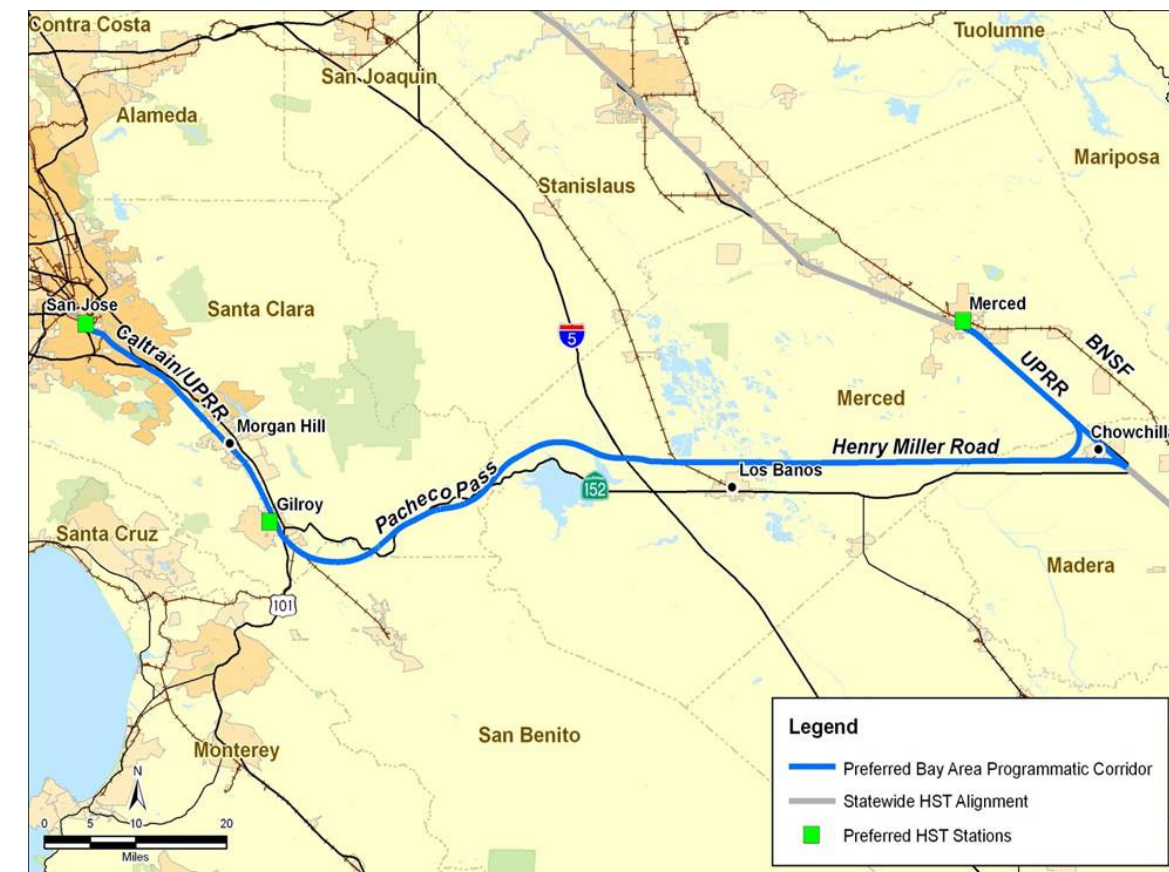 Contra Costa
Tuolumne
San Joaquin
Alameda
Mariposa
Stanislaus
San Jose
Santa Clara
Merced
5
Caltrain/UPRR
UPRR
BNSF
Merced
Morgan Hill
Chowchilla
Henry Miller Road
Los Banos
Pacheco Pass
152
Gilroy
Santa Cruz
Madera
101
San Benito
Monterey
N
0 5 10 20
Miles
Legend
Preferred Bay Area Programmatic Corridor
Statewide HST Alignment
Preferred HST Stations